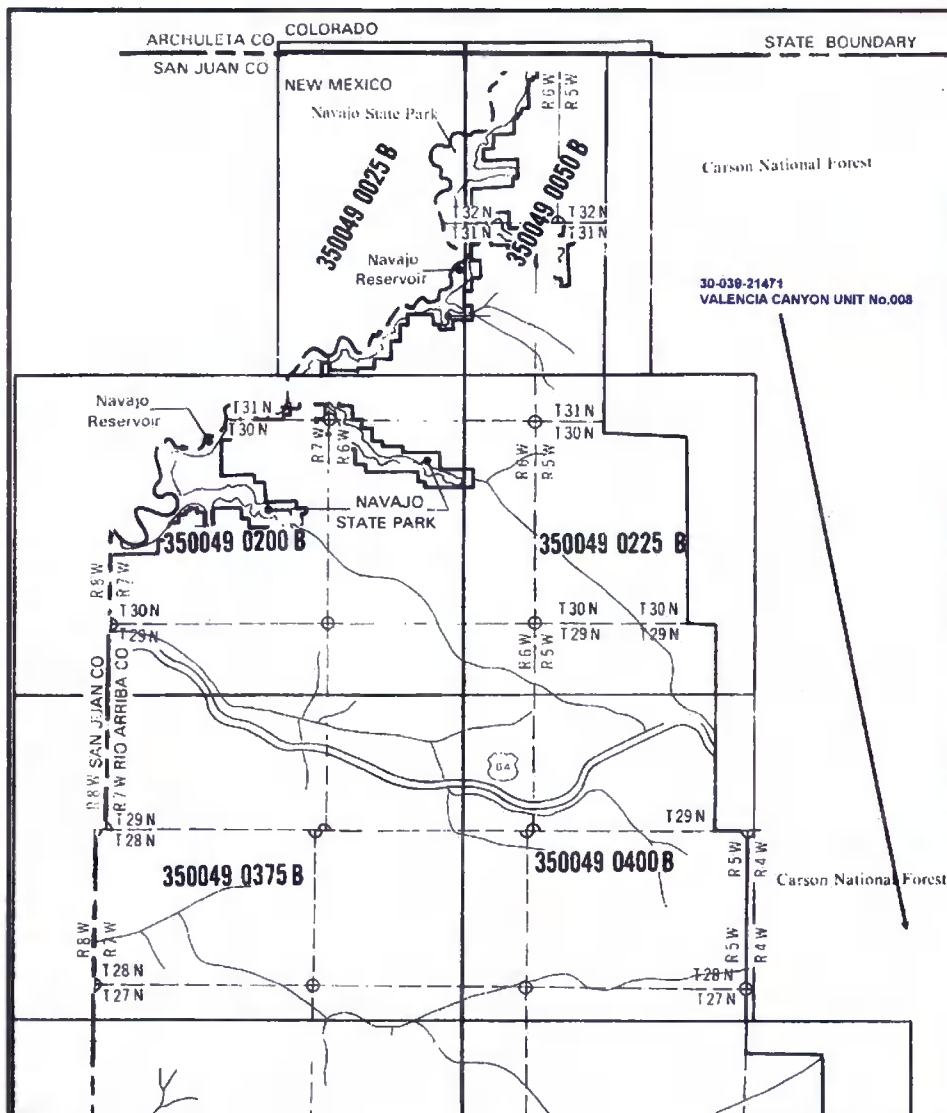 ARCHULETA CO
COLORADO
STATE BOUNDARY
SAN JUAN CO
NEW MEXICO
Navajo State Park
R6W
R5W
350049 0025 B
350049 0050 B
Carson National Forest
T32N
T31N
T32N
T31N
Navajo
Reservoir
30-039-21471
VALENCIA CANYON UNIT No.008
Navajo
Reservoir
T31N
T30N
R7W
R6W
T31N
T30N
R6W
R5W
NAVAJO
STATE PARK
350049 0200 B
350049 0225 B
R8W
R7W
T30N
T29N
T30N
T29N
T30N
T29N
R6W
R5W
R8W SAN JUAN CO
R7W RIO ARRIBA CO
64
T29N
T28N
T29N
350049 0375 B
350049 0400 B
R5W
R4W
Carson National Forest
R8W
R7W
R5W
R4W
T28N
T27N
T28N
T27N